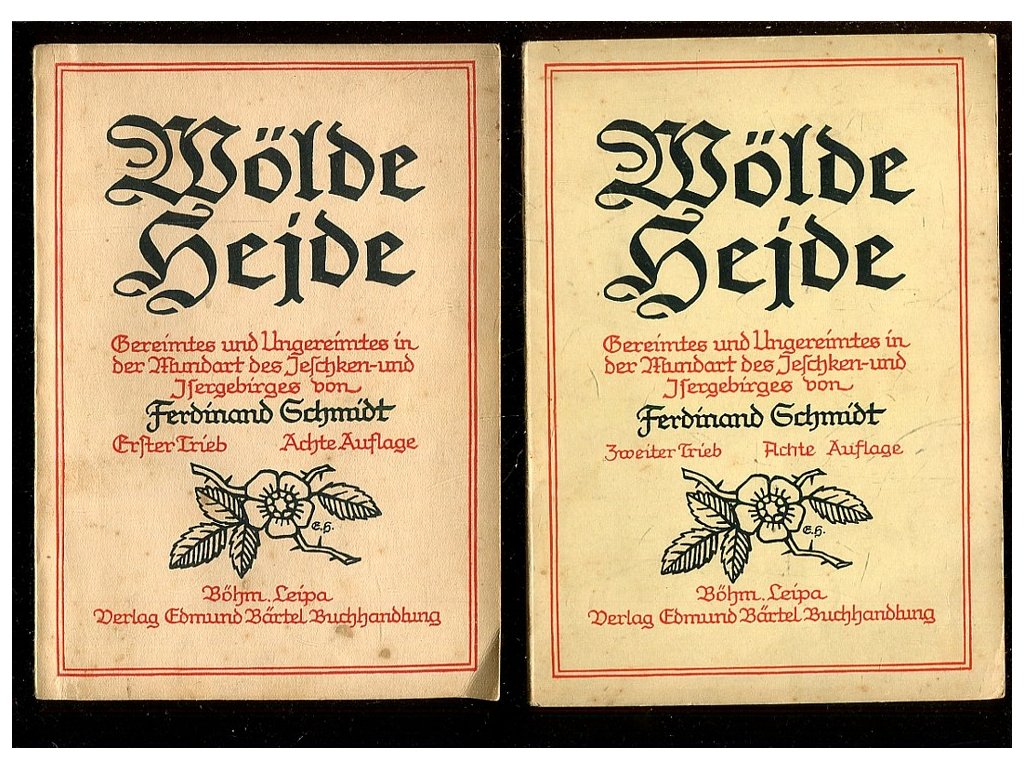 Wölde
Hejde
Gereimtes und Ungereimtes in
der Mundart des Jeschken-und
Isergebirges von
Ferdinand Schmidt
Erster Trieb Achte Auflage
E.H.
Böhm. Leipa
Verlag Edmund Bärtel Buchhandlung
Wölde
Hejde
Gereimtes und Ungereimtes in
der Mundart des Jeschken-und
Isergebirges von
Ferdinand Schmidt
Zweiter Trieb Achte Auflage
E.H.
Böhm. Leipa
Verlag Edmund Bärtel Buchhandlung